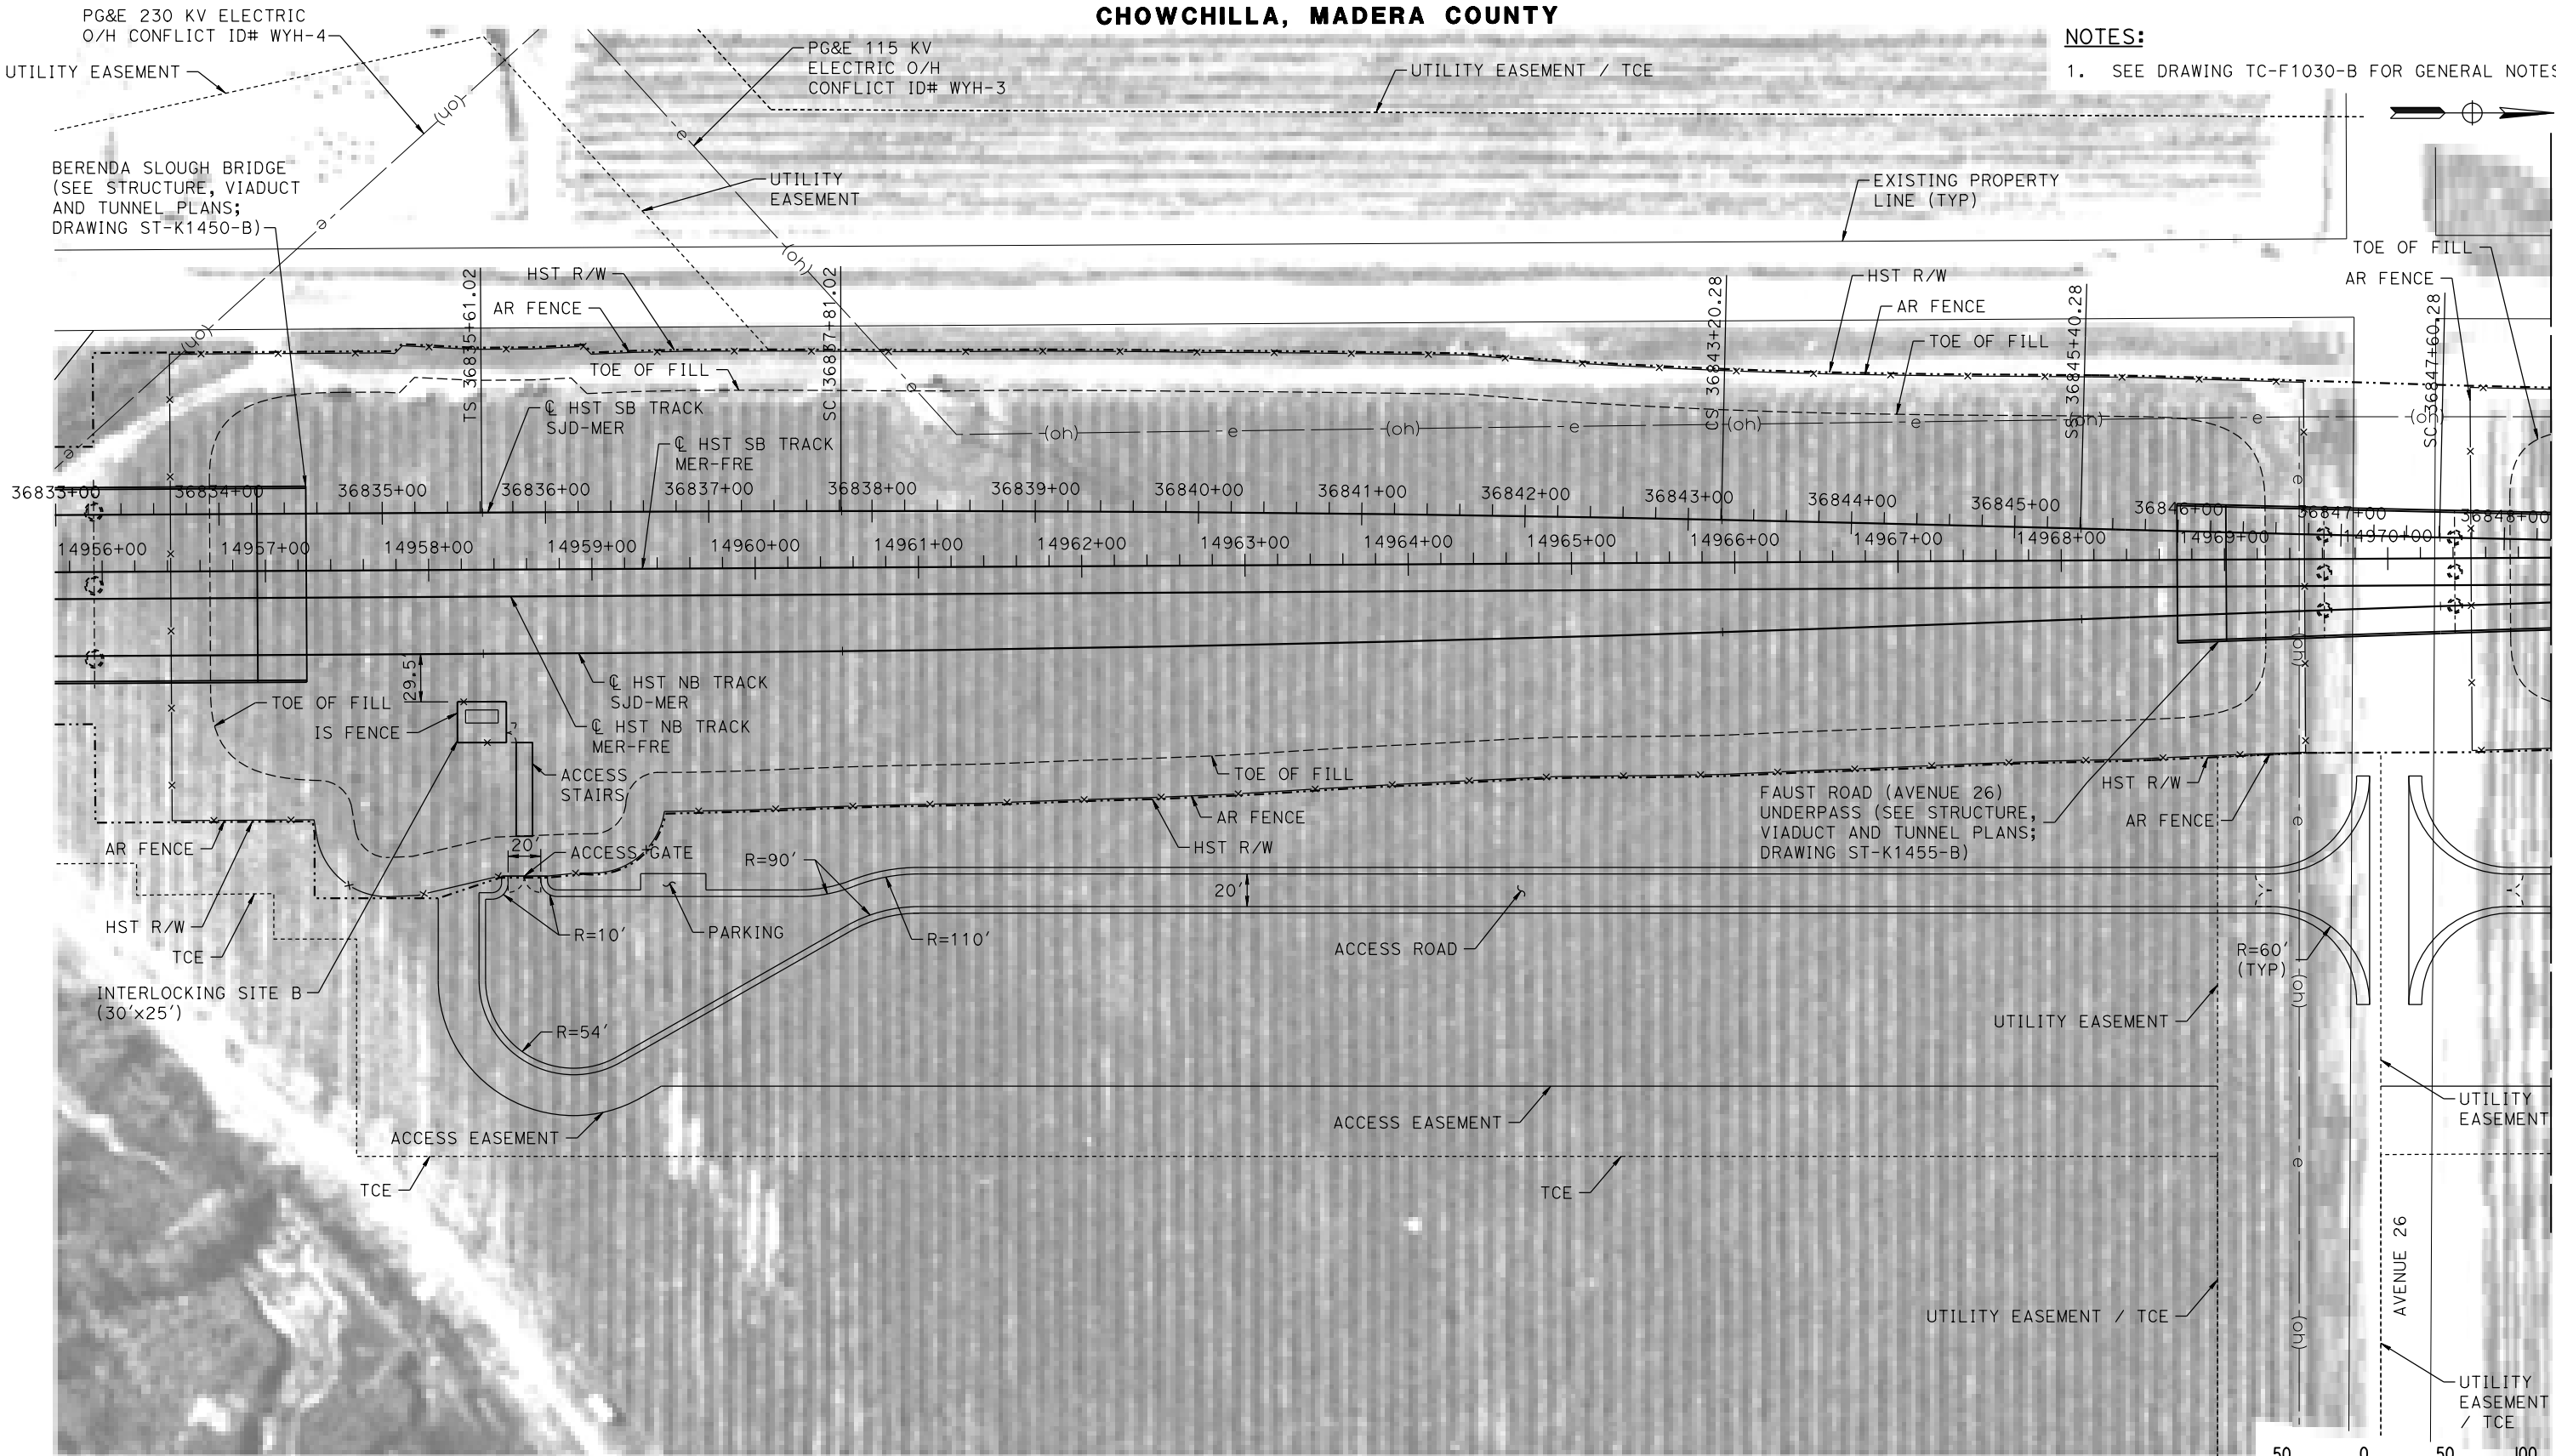 CHOWCHILLA, MADERA COUNTY
PG&E 230 KV ELECTRIC
O/H CONFLICT ID# WYH-4
UTILITY EASEMENT
PG&E 115 KV
ELECTRIC O/H
CONFLICT ID# WYH-3
UTILITY EASEMENT / TCE
NOTES:
1. SEE DRAWING TC-F1030-B FOR GENERAL NOTES
(oh)
e
BERENDA SLOUGH BRIDGE
(SEE STRUCTURE, VIADUCT
AND TUNNEL PLANS;
DRAWING ST-K1450-B)
UTILITY
EASEMENT
EXISTING PROPERTY
LINE (TYP)
e
(oh)
TOE OF FILL
AR FENCE
HST R/W
AR FENCE
HST R/W
AR FENCE
TOE OF FILL
(oh)
TOE OF FILL
TS 36835+61.02
SC 36837+81.02
CS 36843+20.28
SS 36845+40.28
SC 36847+60.28
℄ HST SB TRACK
SJD-MER
℄ HST SB TRACK
MER-FRE
e
e
(oh)
e
(oh)
e
(oh)
e
(oh)
e
(oh)
e
36833+00
36834+00
36835+00
36836+00
36837+00
36838+00
36839+00
36840+00
36841+00
36842+00
36843+00
36844+00
36845+00
36846+00
36847+00
36848+00
14956+00
14957+00
14958+00
14959+00
14960+00
14961+00
14962+00
14963+00
14964+00
14965+00
14966+00
14967+00
14968+00
14969+00
14970+00
(oh)
29.5'
℄ HST NB TRACK
SJD-MER
℄ HST NB TRACK
MER-FRE
TOE OF FILL
IS FENCE
ACCESS
STAIRS
TOE OF FILL
HST R/W
AR FENCE
FAUST ROAD (AVENUE 26)
UNDERPASS (SEE STRUCTURE,
VIADUCT AND TUNNEL PLANS;
DRAWING ST-K1455-B)
AR FENCE
HST R/W
e
AR FENCE
20'
ACCESS GATE
R=90'
20'
HST R/W
TCE
R=10'
PARKING
R=110'
ACCESS ROAD
R=60'
(TYP)
(oh)
INTERLOCKING SITE B
(30'x25')
R=54'
UTILITY EASEMENT
ACCESS EASEMENT
ACCESS EASEMENT
UTILITY
EASEMENT
e
TCE
TCE
AVENUE 26
UTILITY EASEMENT / TCE
(oh)
UTILITY
EASEMENT
/ TCE
50
0
50
100